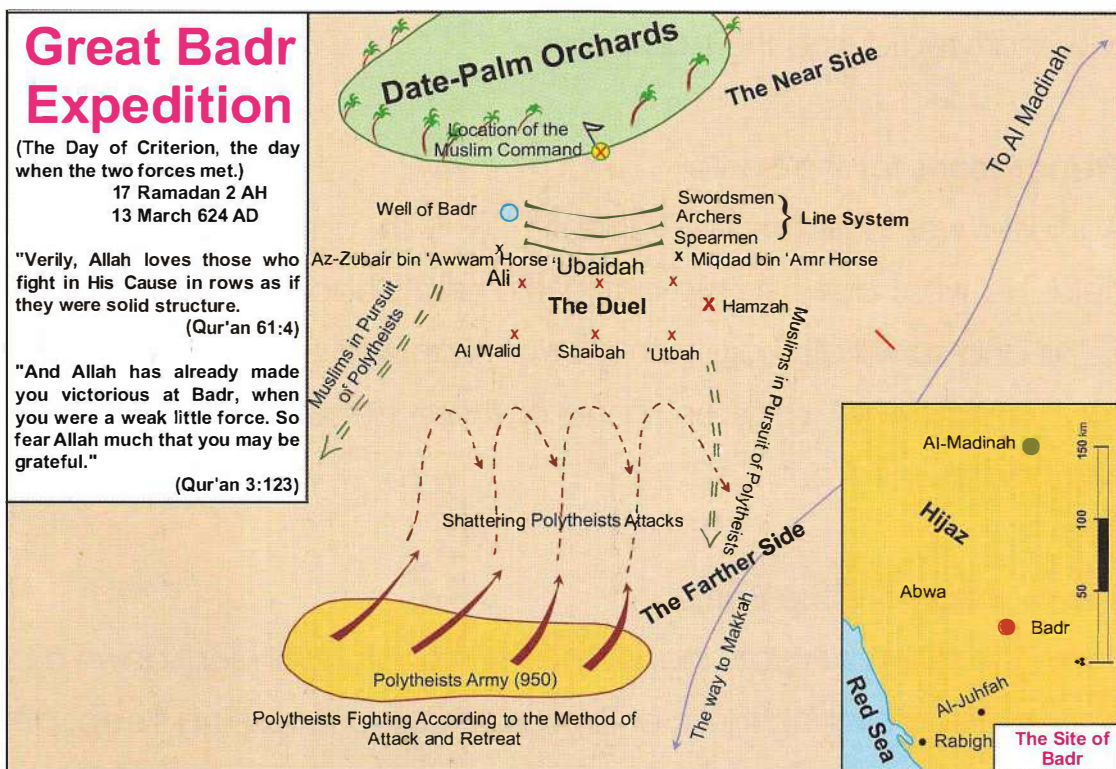 Great Badr
Expedition
(The Day of Criterion, the day
when the two forces met.)
17 Ramadan 2 AH
13 March 624 AD
"Verily, Allah loves those who
fight in His Cause in rows as if
they were solid structure.
(Qur'an 61:4)
"And Allah has already made
you victorious at Badr, when
you were a weak little force. So
fear Allah much that you may be
grateful."
(Qur'an 3:123)
Date-Palm Orchards
The Near Side
To Al Madinah
Location of the
Muslim Command
Well of Badr
Swordsmen
Archers
Spearmen
Line System
Az-Zubair bin 'Awwam Horse
Miqdad bin 'Amr Horse
Ali
'Ubaidah
The Duel
Hamzah
Al Walid
Shaibah
'Utbah
Muslims in Pursuit
of Polytheists
Muslims in Pursuit of Polytheists
Shattering Polytheists Attacks
The Farther Side
The way to Makkah
Polytheists Army (950)
Polytheists Fighting According to the Method of
Attack and Retreat
Al-Madinah
150 km
Hijaz
100
Abwa
50
Badr
Red Sea
Al-Juhfah
Rabigh
The Site of
Badr